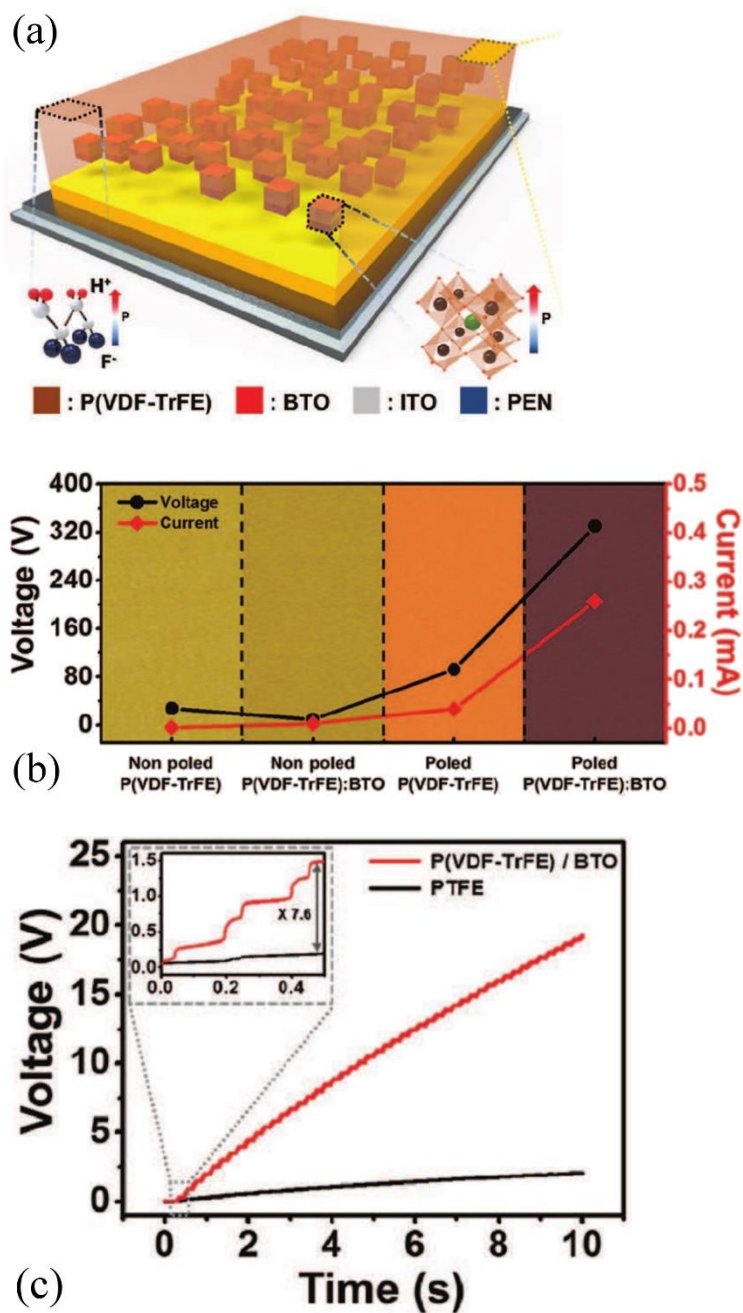 (a)
H+
P
F-
P
: P(VDF-TrFE) : BTO : ITO : PEN
(b)
400
320
240
160
80
0
Voltage (V)
Voltage
Current
0.5
0.4
0.3
0.2
0.1
0.0
Current (mA)
Non poled
P(VDF-TrFE)
Non poled
P(VDF-TrFE):BTO
Poled
P(VDF-TrFE)
Poled
P(VDF-TrFE):BTO
(c)
25
20
15
10
5
0
Voltage (V)
1.5
1.0
0.5
0.0
0.0 0.2 0.4
X 7.6
P(VDF-TrFE) / BTO
PTFE
0 2 4 6 8 10
Time (s)